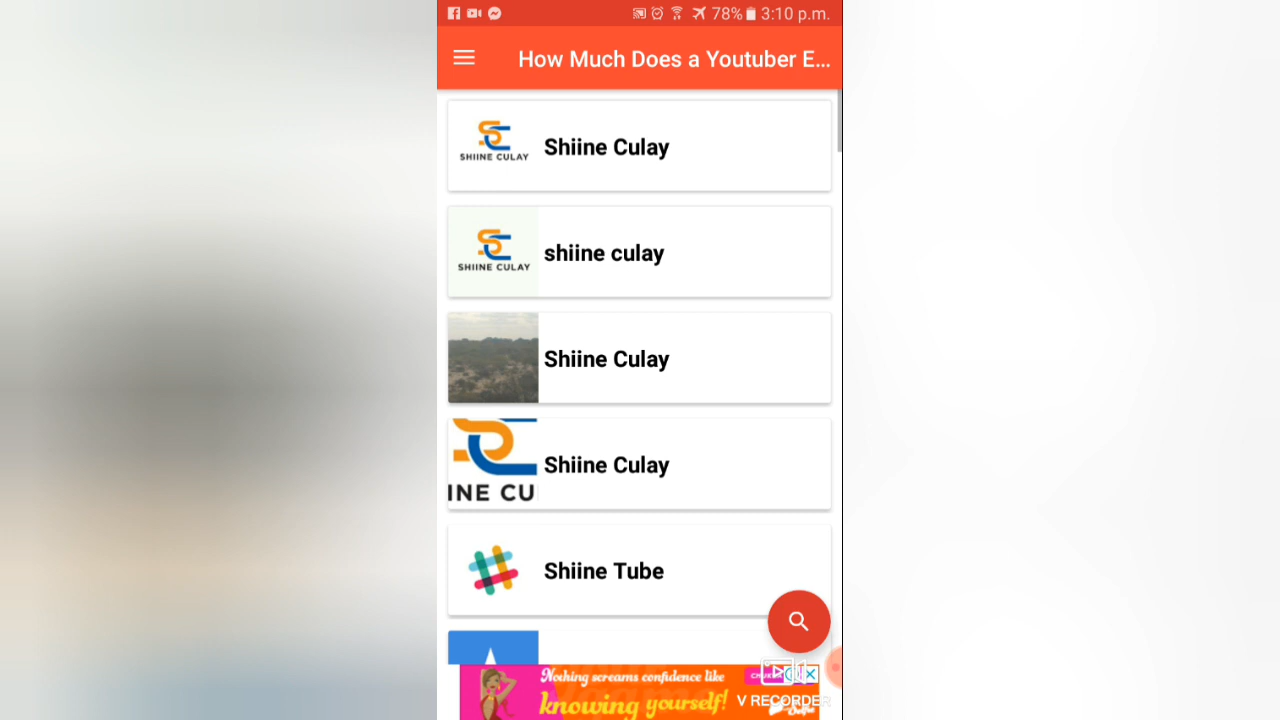 78% 3:10 p.m.
How Much Does a Youtuber E...
SHIINE CULAY
Shiine Culay
SHIINE CULAY
shiine culay
Shiine Culay
INE CU
Shiine Culay
Shiine Tube
Nothing screams confidence like
knowing yourself!
V RECORDER